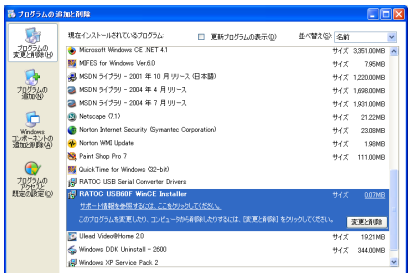 プログラムの追加と削除
プログラムの
変更と削除(H)
プログラムの
追加(N)
Windows
コンポーネントの
追加と削除(A)
プログラムの
アクセスと
既定の設定(O)
現在インストールされているプログラム:
更新プログラムの表示(D)
並べ替え(S):
名前
Microsoft Windows CE .NET 4.1 サイズ 3,351.00MB
MIFES for Windows Ver.6.0 サイズ 7.95MB
MSDN ライブラリ - 2001 年 10 月 リリース (日本語) サイズ 1,220.00MB
MSDN ライブラリ - 2004 年 4 月 リリース サイズ 1,698.00MB
MSDN ライブラリ - 2004 年 7 月 リリース サイズ 1,931.00MB
Netscape (7.1) サイズ 21.22MB
Norton Internet Security (Symantec Corporation) サイズ 23.08MB
Norton WMI Update サイズ 1.98MB
Paint Shop Pro 7 サイズ 111.00MB
QuickTime for Windows (32-bit)
RATOC USB Serial Converter Drivers
RATOC USB60F WinCE Installer サイズ 0.07MB
サポート情報を参照するには、ここをクリックしてください。
このプログラムを変更したり、コンピュータから削除したりするには、[変更と削除] をクリックしてください。
変更と削除
Ulead VideoHome 2.0 サイズ 19.21MB
Windows DDK Uninstall - 2600 サイズ 344.00MB
Windows XP Service Pack 2